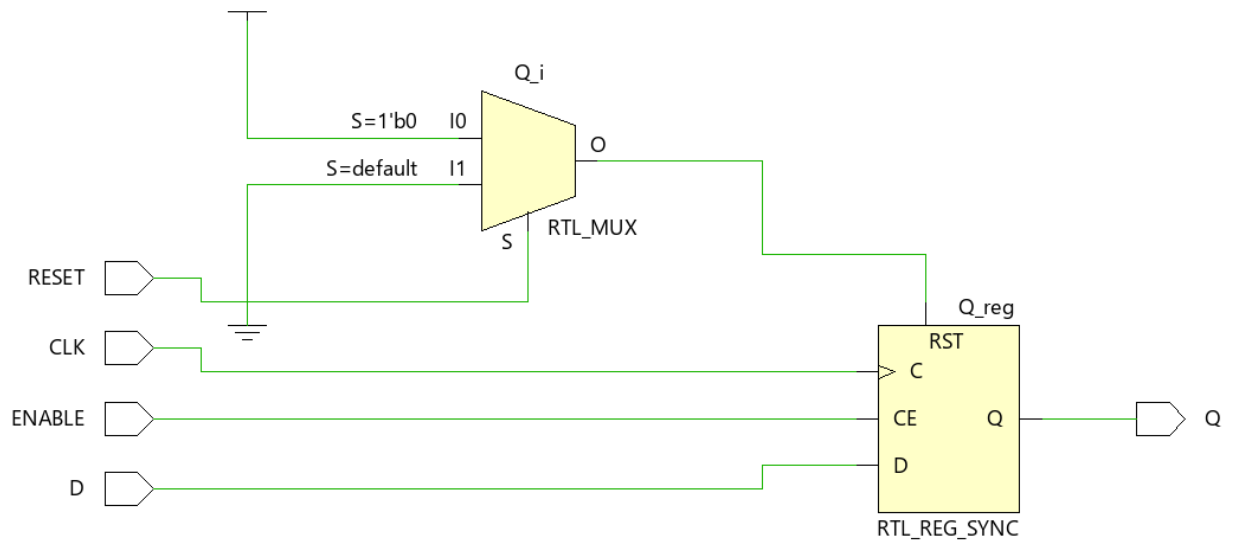 Q_i
S=1'b0 I0
O
S=default I1
RTL_MUX
S
RESET
Q_reg
RST
CLK
C
ENABLE
CE
Q
Q
D
D
RTL_REG_SYNC